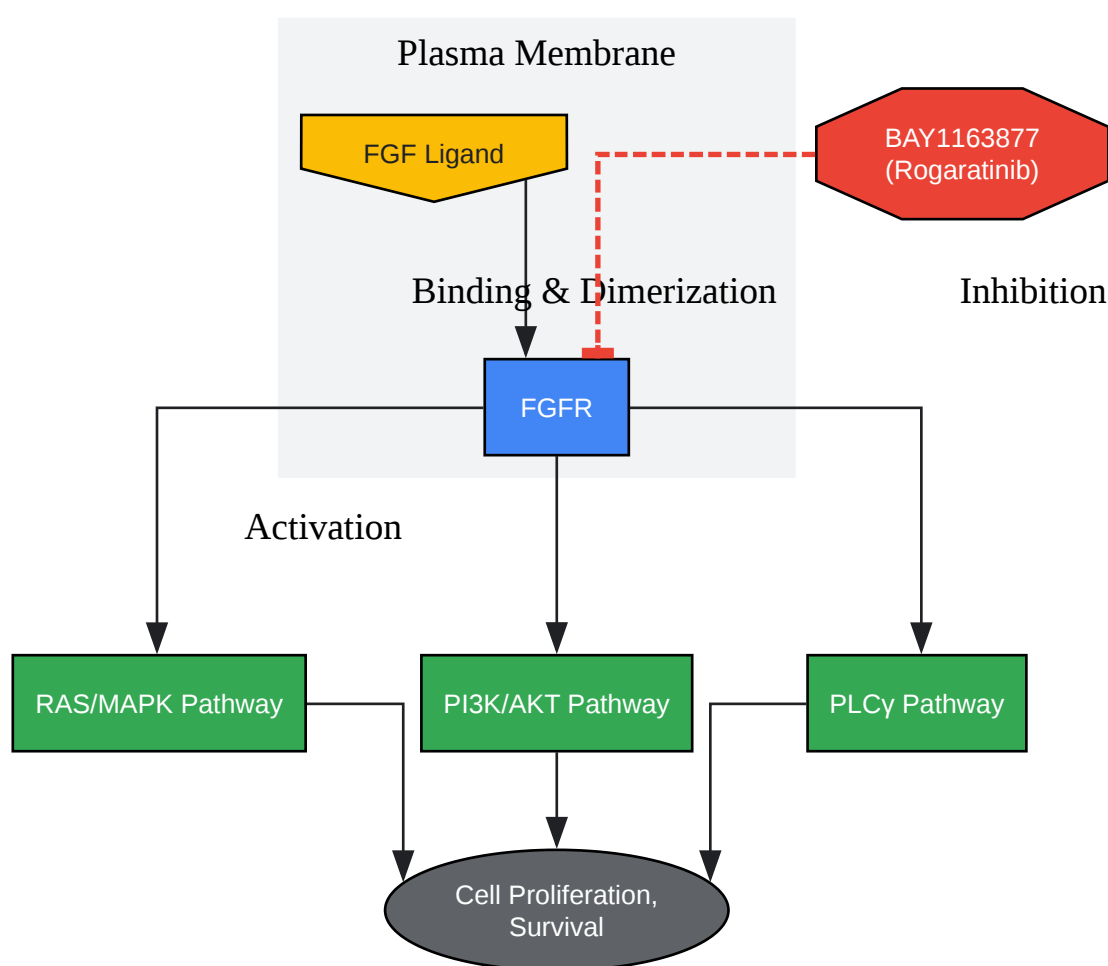 Plasma Membrane
FGF Ligand
BAY1163877
(Rogaratinib)
Binding & Dimerization
Inhibition
FGFR
Activation
RAS/MAPK Pathway
PI3K/AKT Pathway
PLCγ Pathway
Cell Proliferation,
Survival